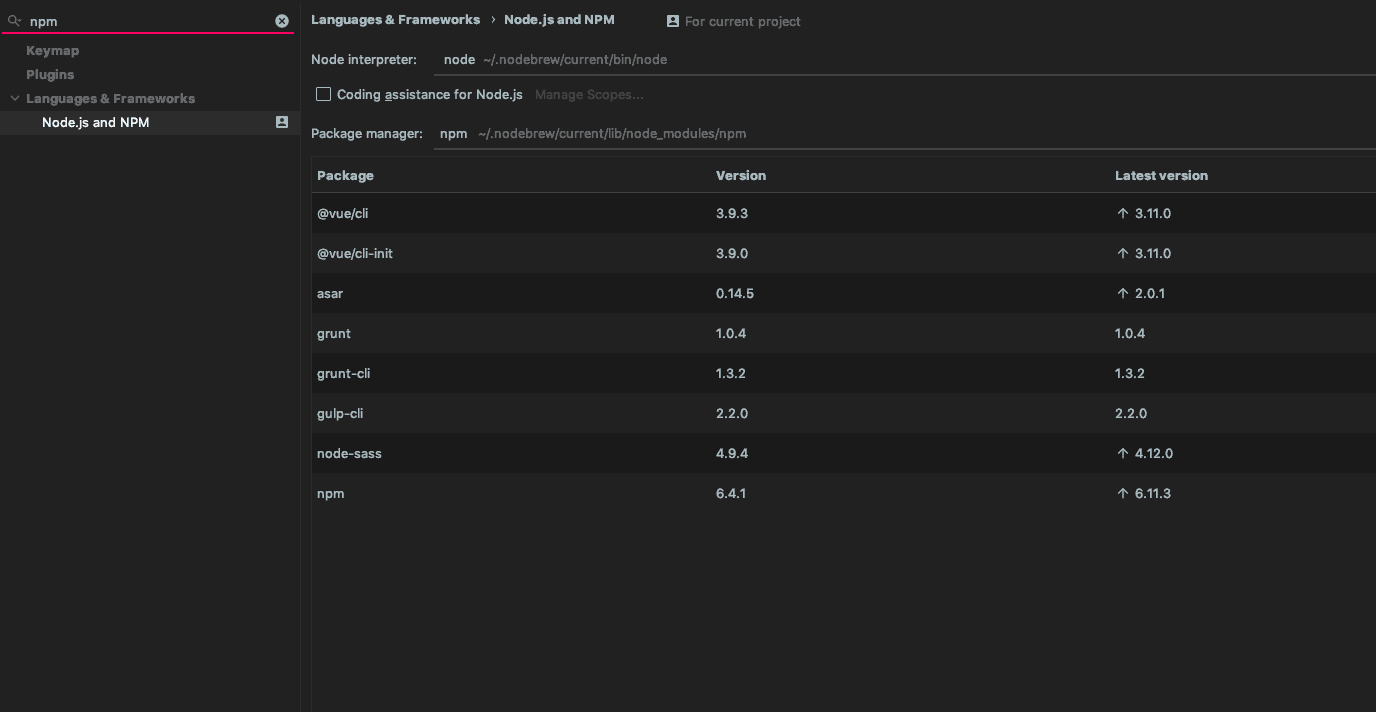 npm
Keymap
Plugins
Languages & Frameworks
Node.js and NPM
Languages & Frameworks › Node.js and NPM For current project
Node interpreter: node ~/.nodebrew/current/bin/node
Coding assistance for Node.js Manage Scopes...
Package manager: npm ~/.nodebrew/current/lib/node_modules/npm
Package Version Latest version
@vue/cli 3.9.3 ↑ 3.11.0
@vue/cli-init 3.9.0 ↑ 3.11.0
asar 0.14.5 ↑ 2.0.1
grunt 1.0.4 1.0.4
grunt-cli 1.3.2 1.3.2
gulp-cli 2.2.0 2.2.0
node-sass 4.9.4 ↑ 4.12.0
npm 6.4.1 ↑ 6.11.3